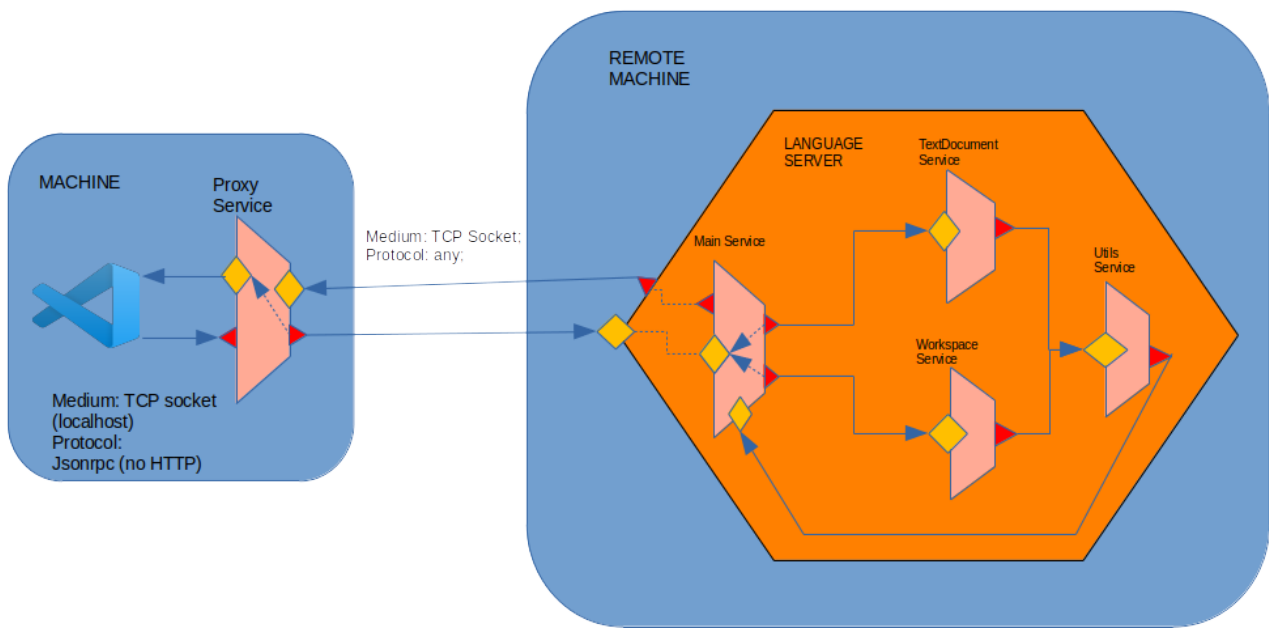 REMOTE
MACHINE
LANGUAGE
SERVER
TextDocument
Service
MACHINE
Proxy
Service
Medium: TCP Socket;
Protocol: any;
Main Service
Utils
Service
Workspace
Service
Medium: TCP socket
(localhost)
Protocol:
Jsonrpc (no HTTP)